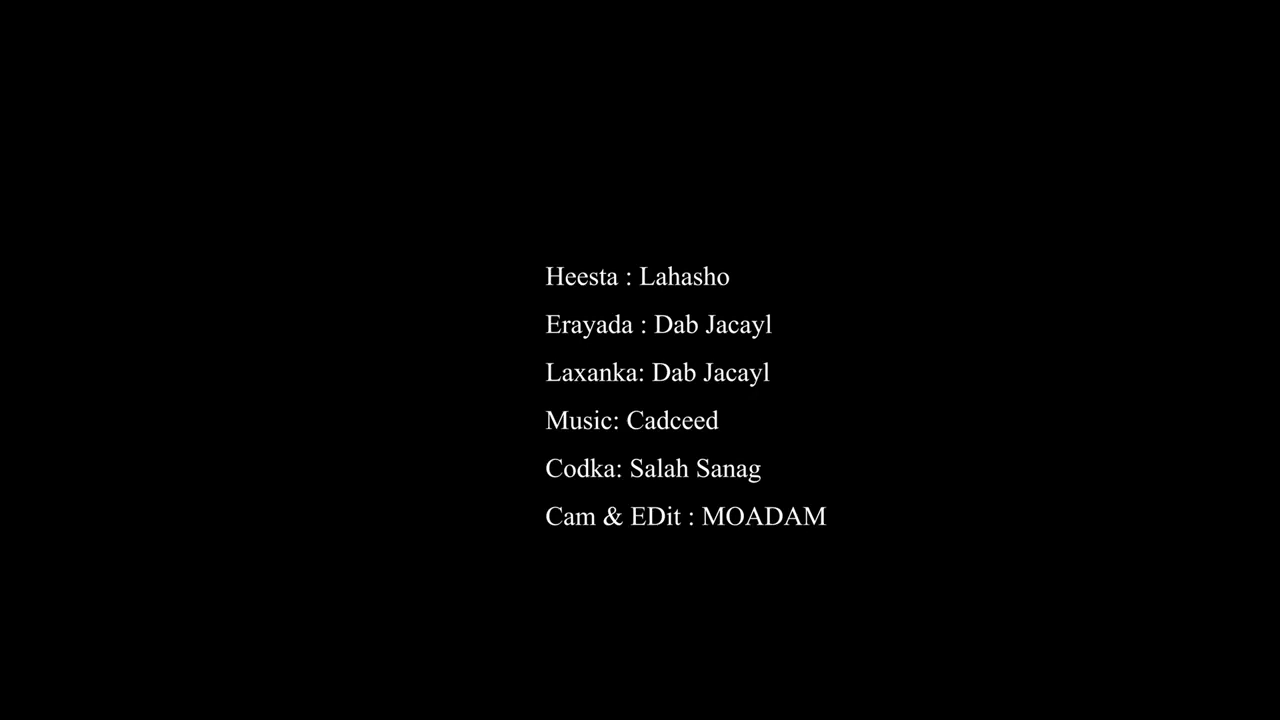 Heesta : Lahasho
Erayada : Dab Jacayl
Laxanka: Dab Jacayl
Music: Cadceed
Codka: Salah Sanag
Cam & EDit : MOADAM